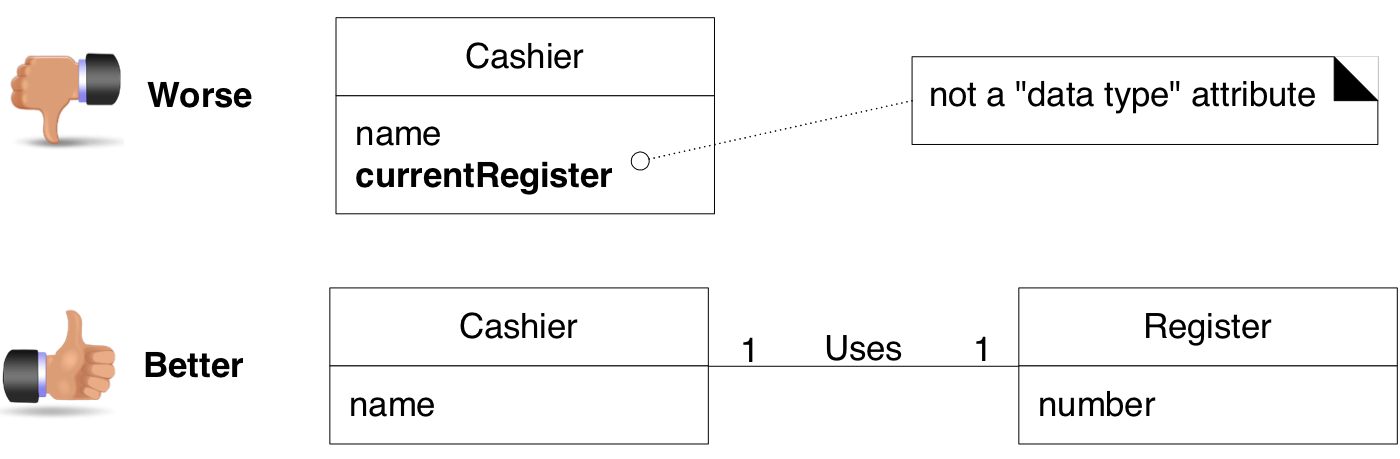 Cashier
Worse
name
currentRegister
not a "data type" attribute
Cashier
Better
name
1 Uses 1
Register
number